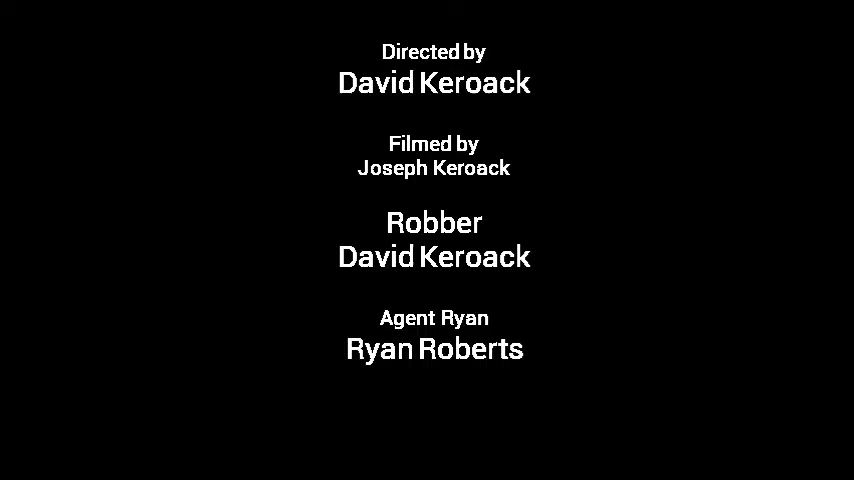 Directed by
David Keroack
Filmed by
Joseph Keroack
Robber
David Keroack
Agent Ryan
Ryan Roberts